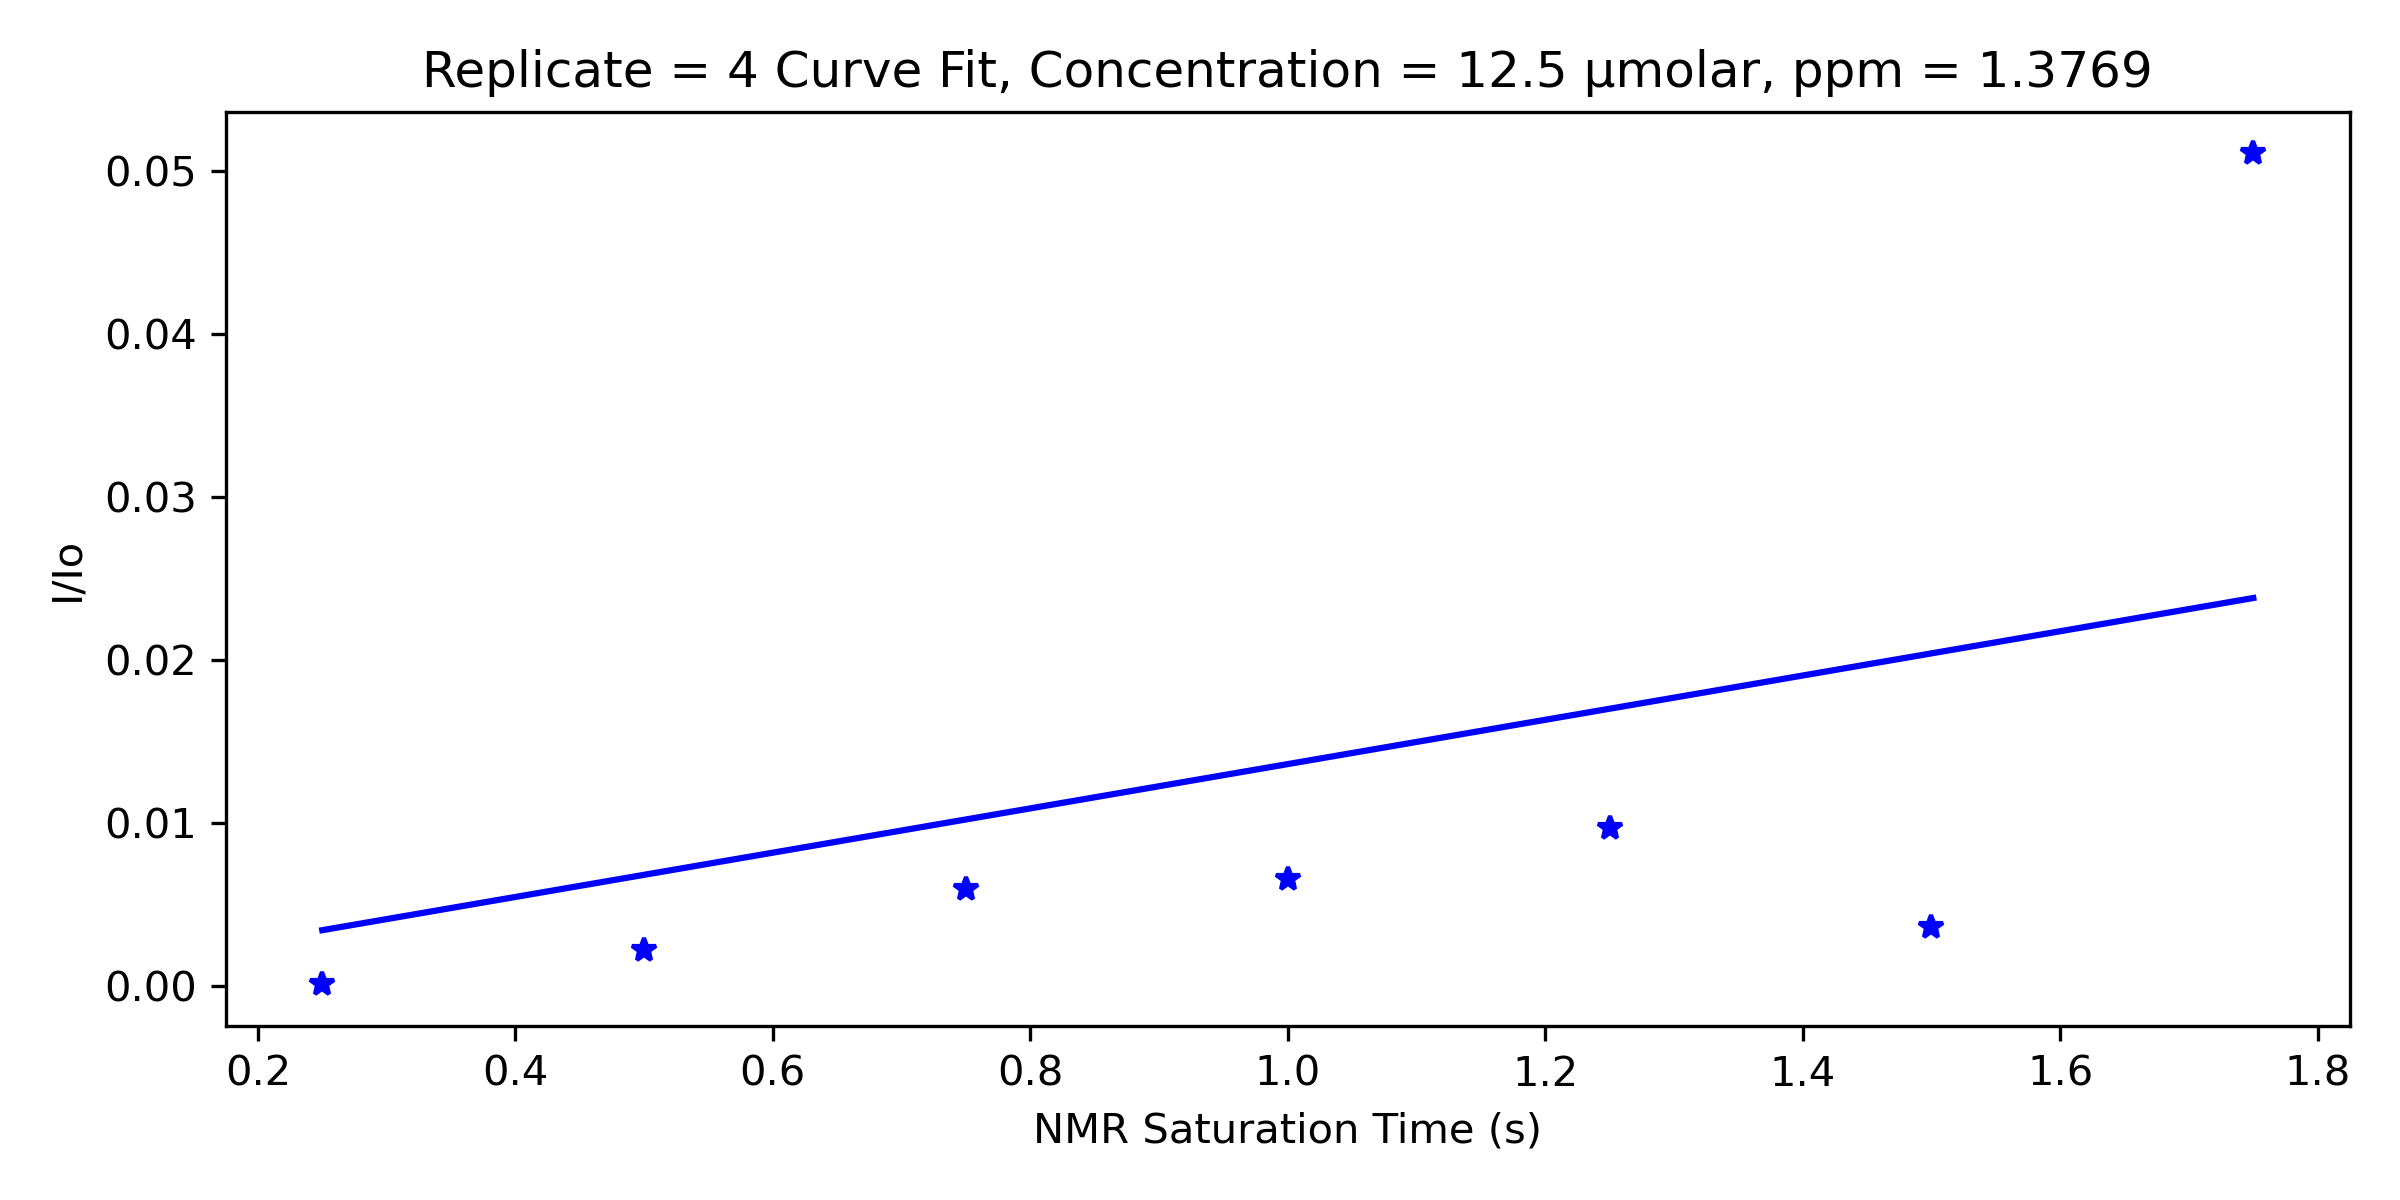 Replicate = 4 Curve Fit, Concentration = 12.5 μmolar, ppm = 1.3769
0.05
0.04
0.03
0.02
0.01
0.00
I/Io
0.2 0.4 0.6 0.8 1.0 1.2 1.4 1.6 1.8
NMR Saturation Time (s)